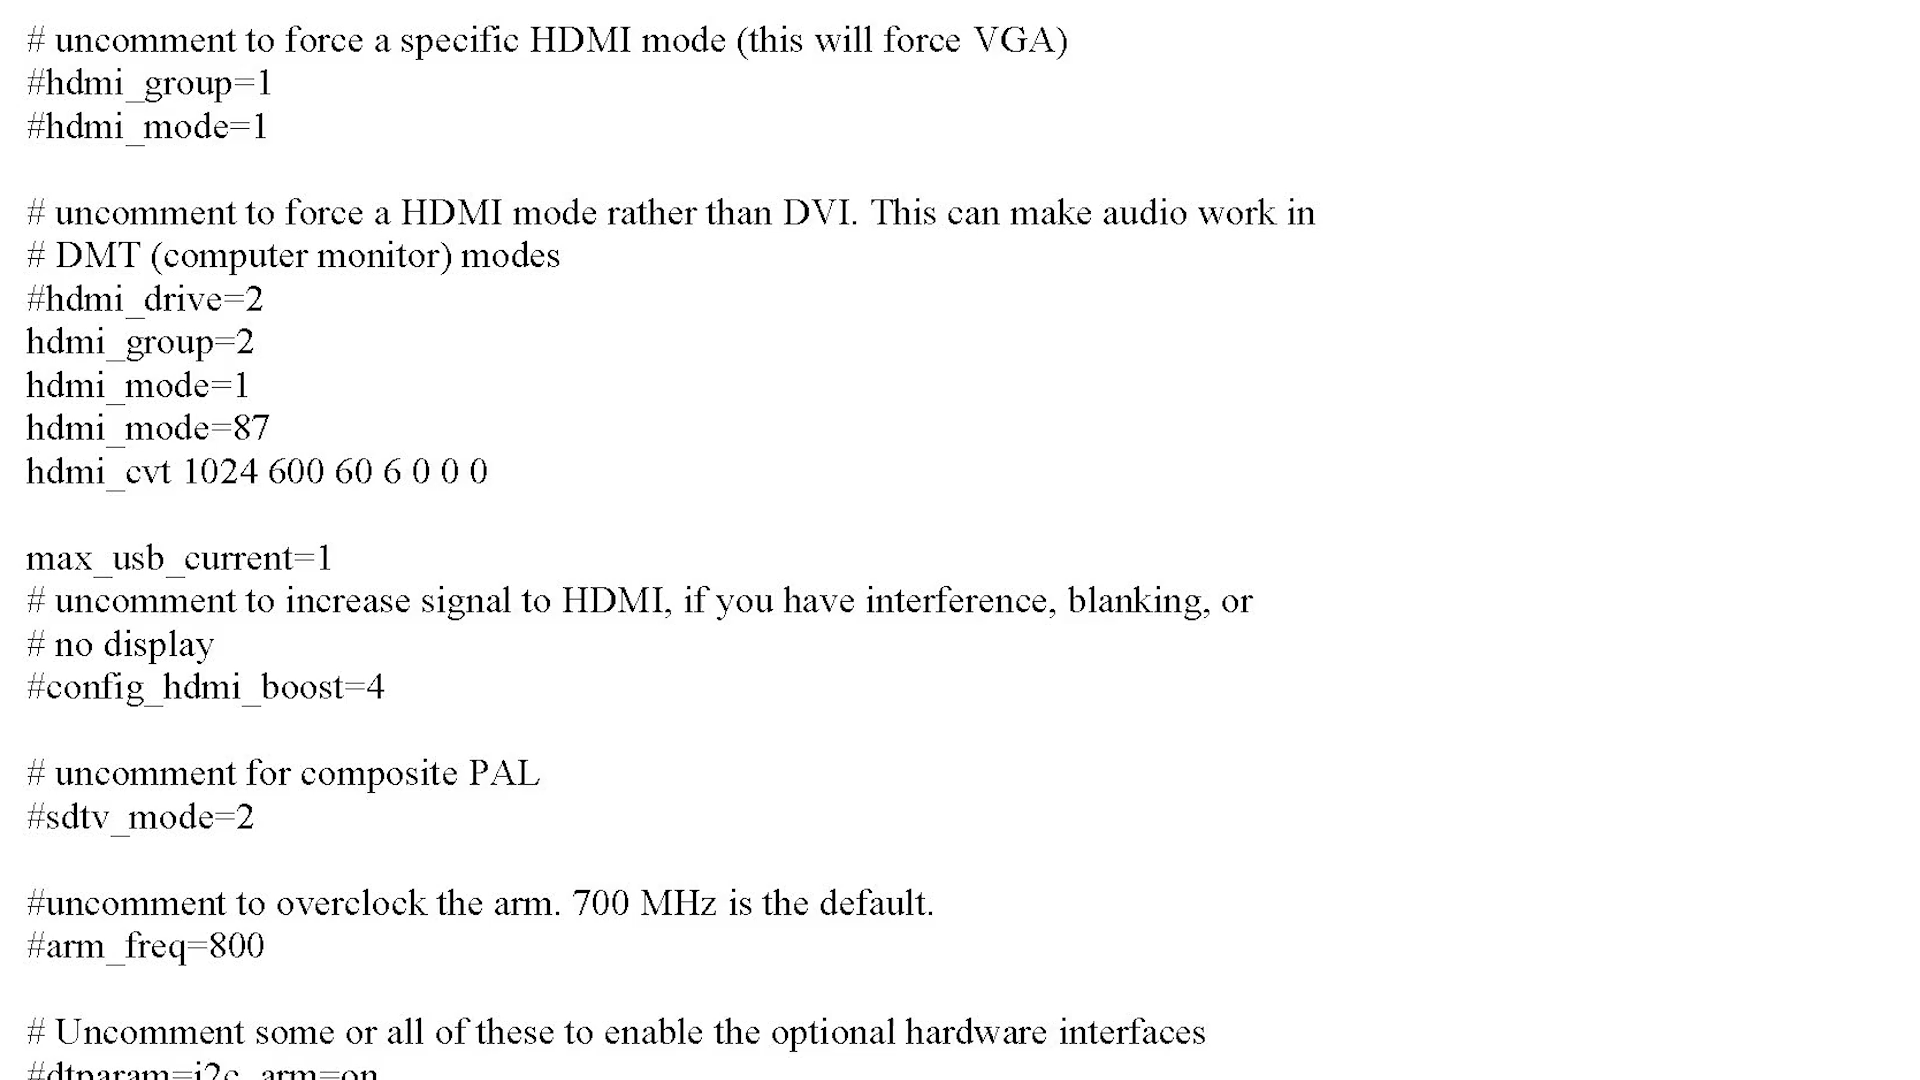 # uncomment to force a specific HDMI mode (this will force VGA)
#hdmi_group=1
#hdmi_mode=1
# uncomment to force a HDMI mode rather than DVI. This can make audio work in
# DMT (computer monitor) modes
#hdmi_drive=2
hdmi_group=2
hdmi_mode=1
hdmi_mode=87
hdmi_cvt 1024 600 60 6 0 0 0
max_usb_current=1
# uncomment to increase signal to HDMI, if you have interference, blanking, or
# no display
#config_hdmi_boost=4
# uncomment for composite PAL
#sdtv_mode=2
#uncomment to overclock the arm. 700 MHz is the default.
#arm_freq=800
# Uncomment some or all of these to enable the optional hardware interfaces
#dtparam=i2c_arm=on